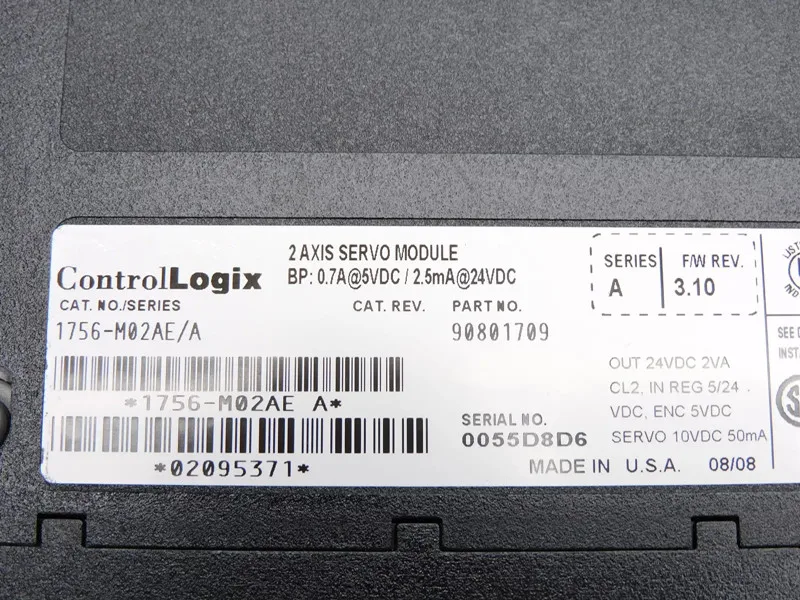 2 AXIS SERVO MODULE
ControlLogix BP: 0.7A@5VDC / 2.5mA@24VDC
SERIES F/W REV.
A 3.10
CAT. NO./SERIES CAT. REV. PART NO.
1756-M02AE/A 90801709
*1756-M02AE A*
*02095371*
SERIAL NO.
0055D8D6
OUT 24VDC 2VA
CL2, IN REG 5/24
VDC, ENC 5VDC
SERVO 10VDC 50mA
MADE IN U.S.A. 08/08
SEE